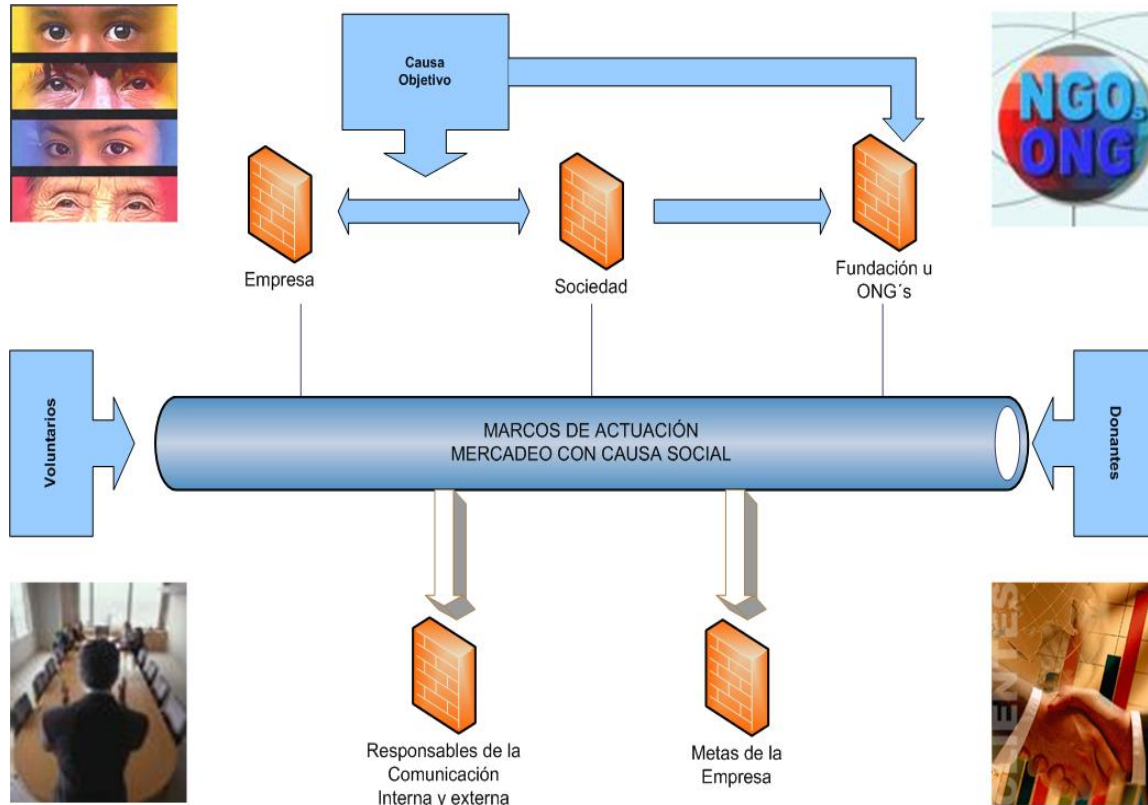 Causa
Objetivo
NGO.s
ONG
Empresa
Sociedad
Fundación u
ONG´s
Voluntarios
MARCOS DE ACTUACIÓN
MERCADEO CON CAUSA SOCIAL
Donantes
Responsables de la
Comunicación
Interna y externa
Metas de la
Empresa
CLIENTES